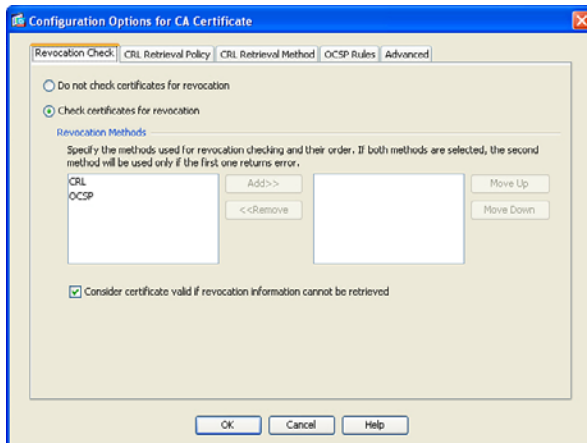 Configuration Options for CA Certificate
Revocation Check CRL Retrieval Policy CRL Retrieval Method OCSP Rules Advanced
Do not check certificates for revocation
Check certificates for revocation
Revocation Methods
Specify the methods used for revocation checking and their order. If both methods are selected, the second
method will be used only if the first one returns error.
CRL
OCSP
Add>>
<<Remove
Move Up
Move Down
Consider certificate valid if revocation information cannot be retrieved
OK Cancel Help